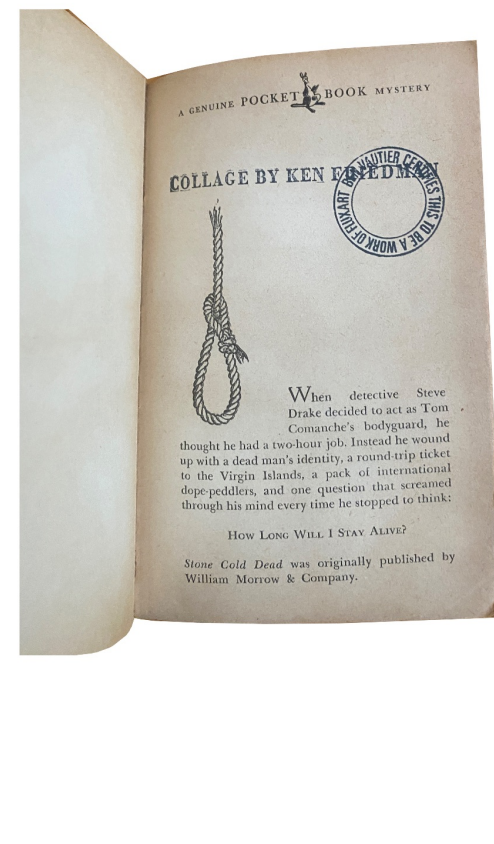 A GENUINE POCKET BOOK MYSTERY
COLLAGE BY KEN FRIEDMAN
BEN VAUTIER CERTIFIES THIS TO BE A WORK OF FLUXART
When detective Steve
Drake decided to act as Tom
Comanche's bodyguard, he
thought he had a two-hour job. Instead he wound
up with a dead man's identity, a round-trip ticket
to the Virgin Islands, a pack of international
dope-peddlers, and one question that screamed
through his mind every time he stopped to think:
How Long Will I Stay Alive?
Stone Cold Dead was originally published by
William Morrow & Company.